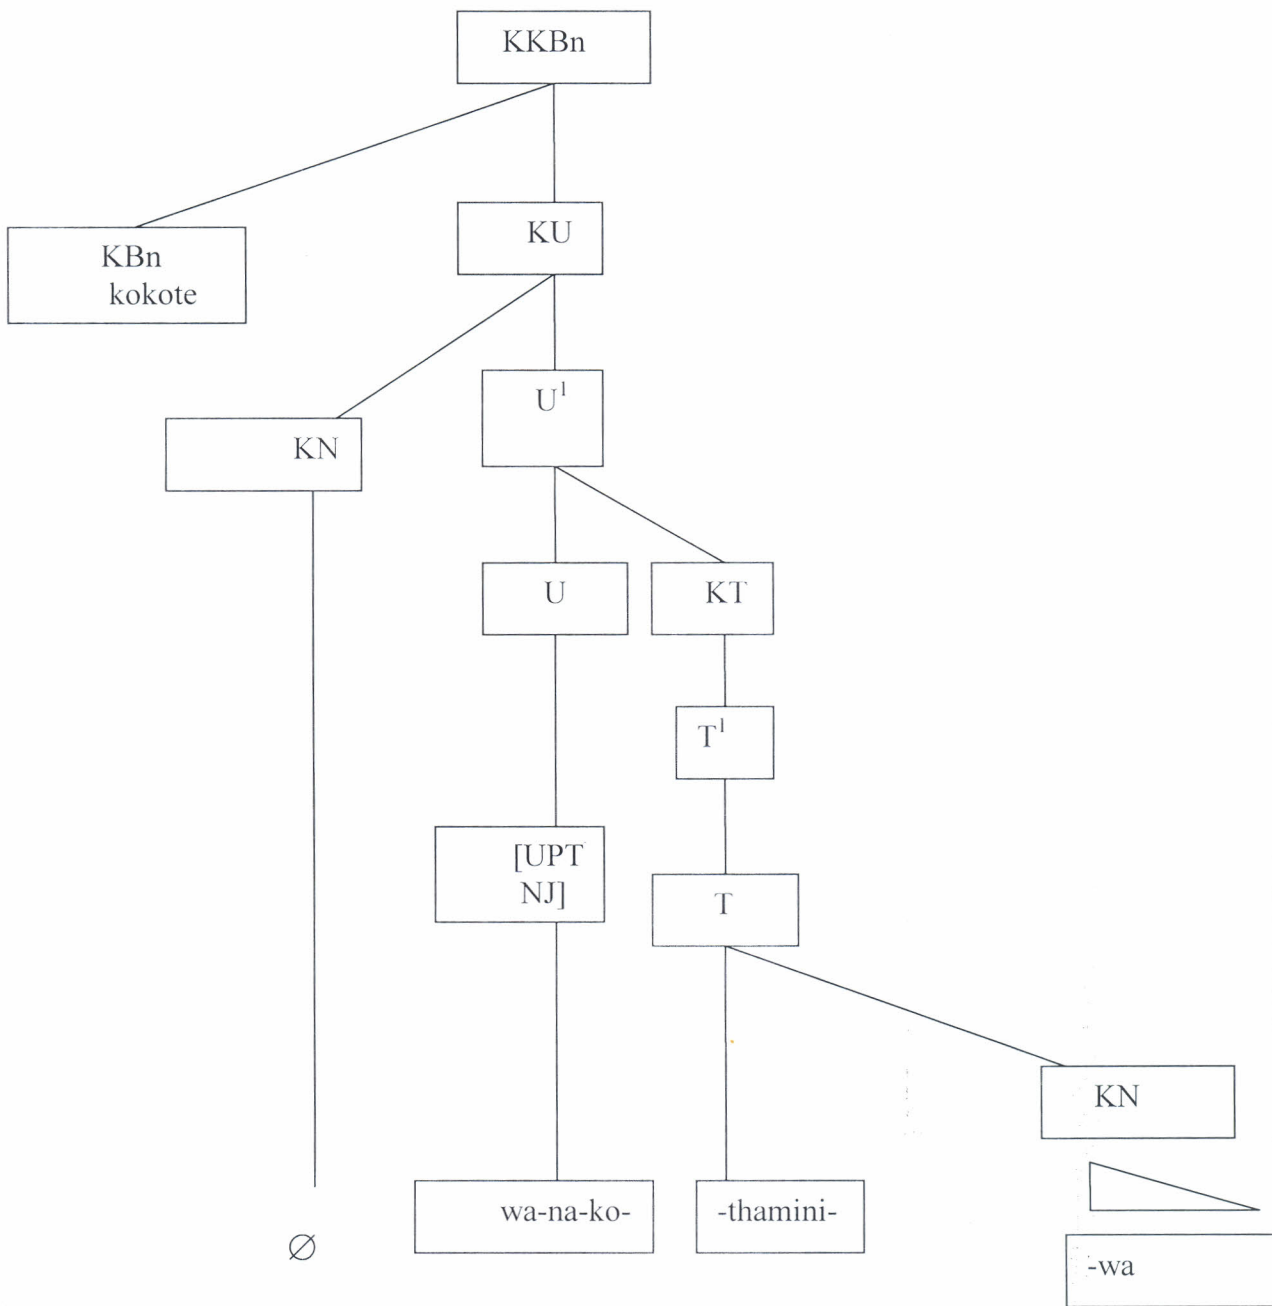 KKBn
KU
KBn
kokote
U¹
KN
U
KT
T¹
[UPT
NJ]
T
KN
wa-na-ko-
-thamini-
∅
-wa